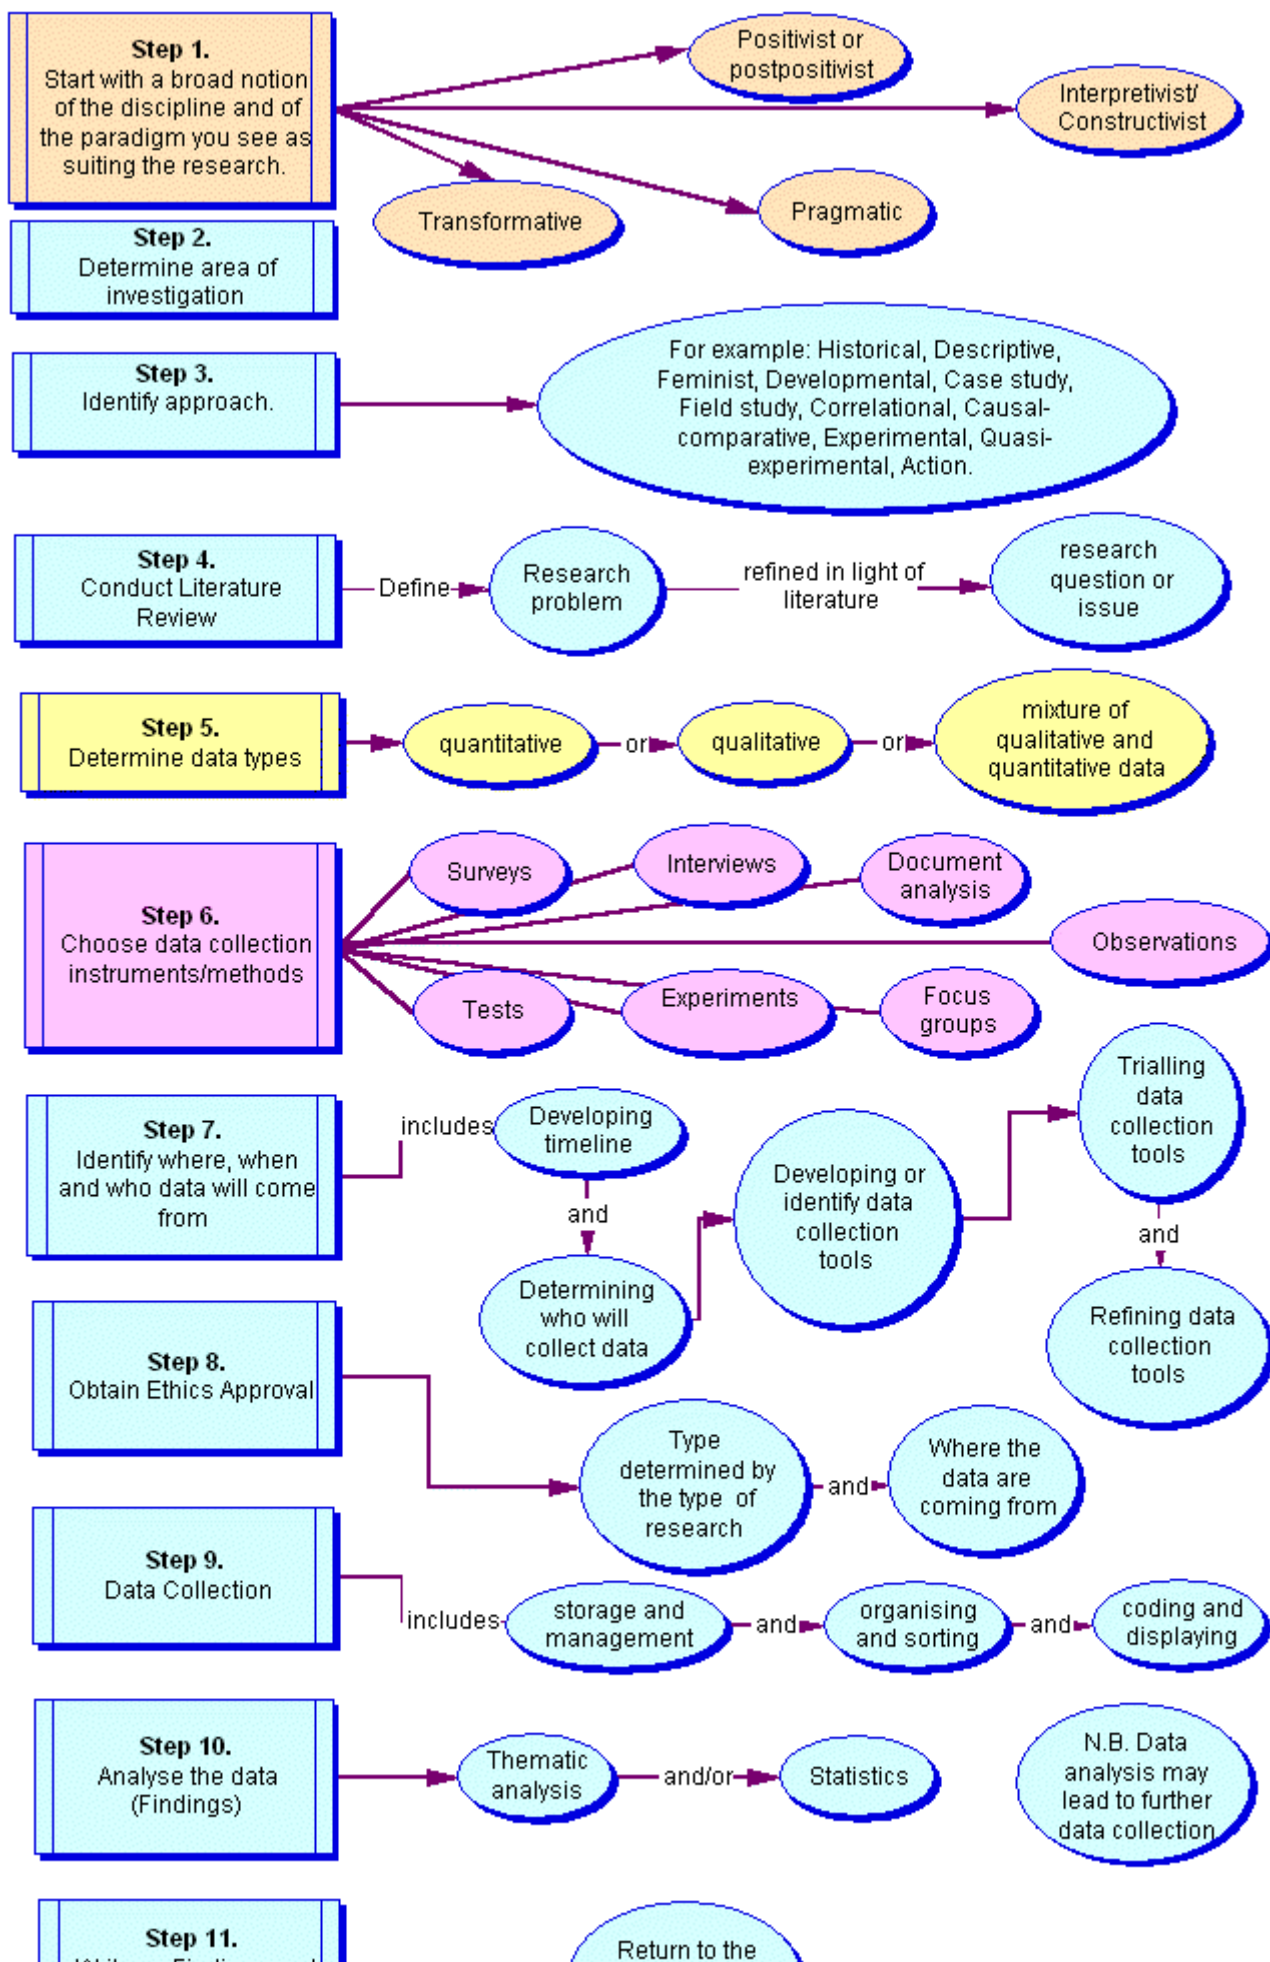 Step 1.
Start with a broad notion
of the discipline and of
the paradigm you see as
suiting the research.
Positivist or
postpositivist
Interpretivist/
Constructivist
Transformative
Pragmatic
Step 2.
Determine area of
investigation
Step 3.
Identify approach.
For example: Historical, Descriptive,
Feminist, Developmental, Case study,
Field study, Correlational, Causal-
comparative, Experimental, Quasi-
experimental, Action.
Step 4.
Conduct Literature
Review
Define
Research
problem
refined in light of
literature
research
question or
issue
Step 5.
Determine data types
quantitative
or
qualitative
or
mixture of
qualitative and
quantitative data
Step 6.
Choose data collection
instruments/methods
Surveys
Interviews
Document
analysis
Observations
Tests
Experiments
Focus
groups
Step 7.
Identify where, when
and who data will come
from
includes
Developing
timeline
and
Determining
who will
collect data
Developing or
identify data
collection
tools
Trialling
data
collection
tools
and
Refining data
collection
tools
Step 8.
Obtain Ethics Approval
Type
determined by
the type of
research
and
Where the
data are
coming from
Step 9.
Data Collection
includes
storage and
management
and
organising
and sorting
and
coding and
displaying
Step 10.
Analyse the data
(Findings)
Thematic
analysis
and/or
Statistics
N.B. Data
analysis may
lead to further
data collection
Step 11.
Return to the